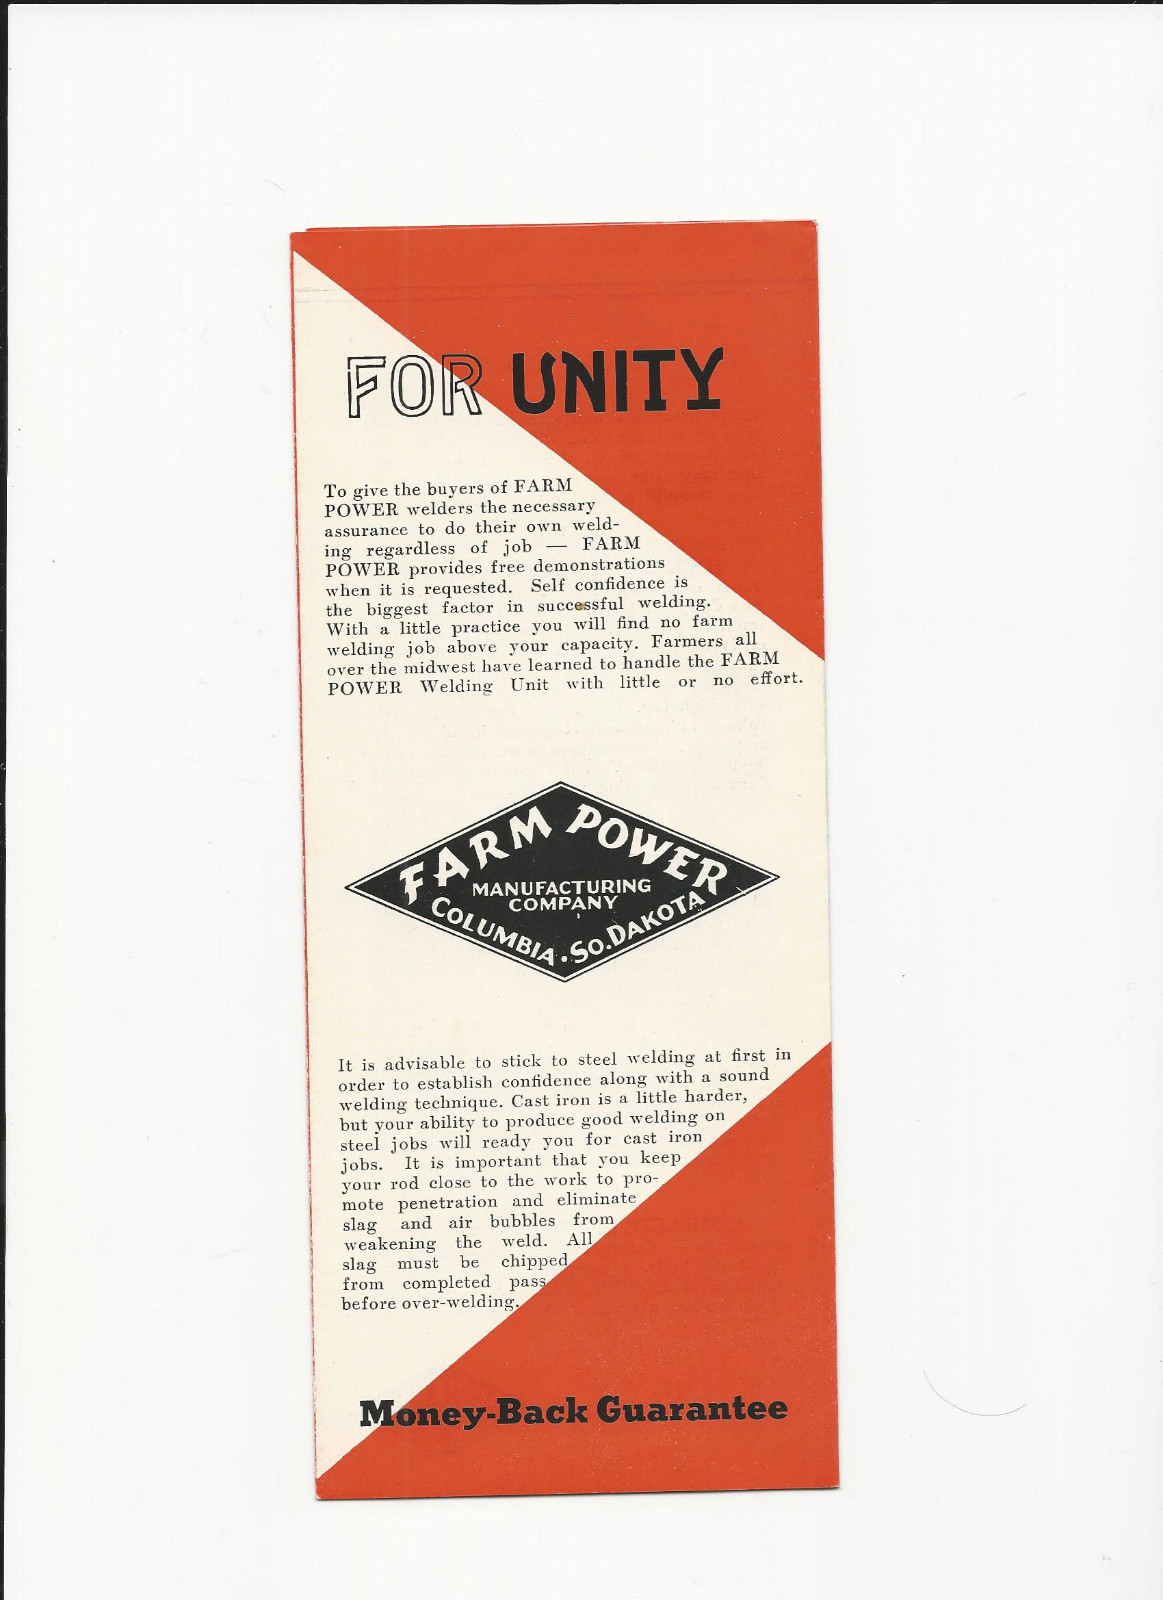 FOR UNITY
To give the buyers of FARM
POWER welders the necessary
assurance to do their own weld-
ing regardless of job — FARM
POWER provides free demonstrations
when it is requested. Self confidence is
the biggest factor in successful welding.
With a little practice you will find no farm
welding job above your capacity. Farmers all
over the midwest have learned to handle the FARM
POWER Welding Unit with little or no effort.
FARM POWER
MANUFACTURING
COMPANY
COLUMBIA · SO. DAKOTA
It is advisable to stick to steel welding at first in
order to establish confidence along with a sound
welding technique. Cast iron is a little harder,
but your ability to produce good welding on
steel jobs will ready you for cast iron
jobs. It is important that you keep
your rod close to the work to pro-
mote penetration and eliminate
slag and air bubbles from
weakening the weld. All
slag must be chipped
from completed pass
before over-welding.
Money-Back Guarantee